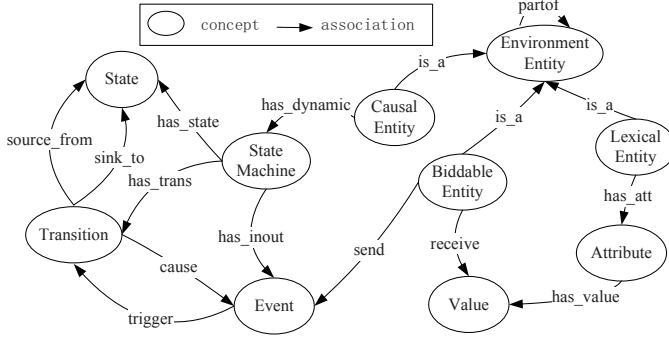 partof
concept
association
Environment
Entity
State
is_a
is_a
has_dynamic
Causal
Entity
is_a
source_from
has_state
Lexical
Entity
sink_to
State
Machine
has_trans
Biddable
Entity
has_att
Transition
has_inout
receive
Attribute
cause
send
Event
Value
has_value
trigger